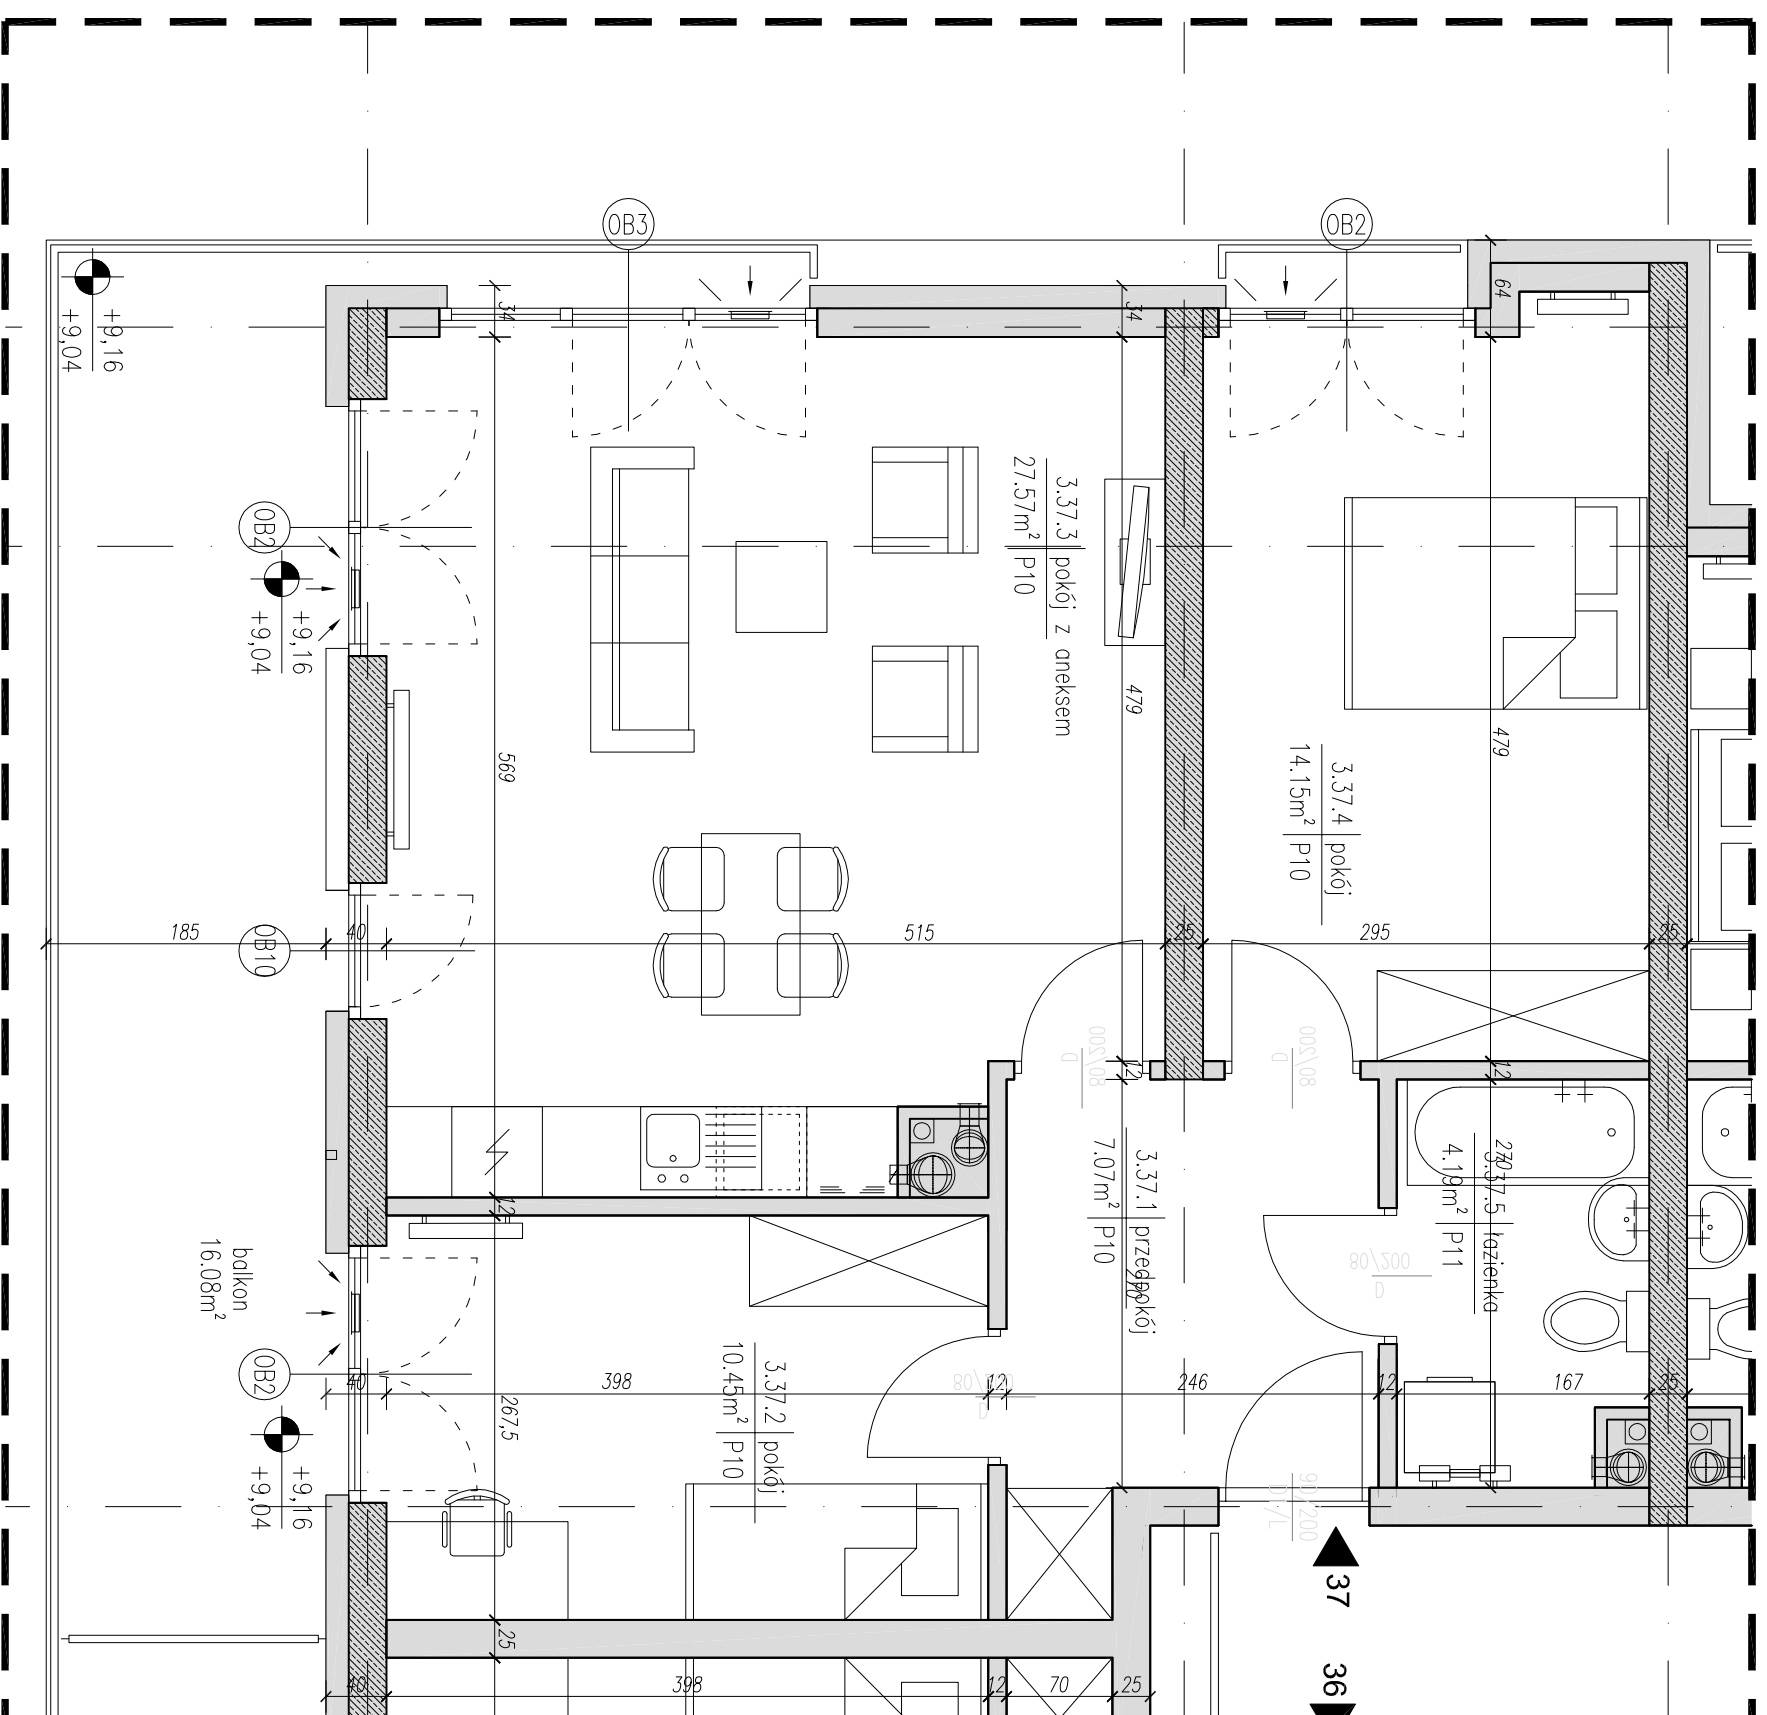 OB3
OB2
+9,16
+9,04
34
34
64
3.37.3 pokój z aneksem
27.57m² P10
OB2
+9,16
+9,04
479
569
479
3.37.4 pokój
14.15m² P10
185
40
515
25
295
25
OB10
80/200
D
80/200
D
12
12
3.37.1 przedpokój
7.07m² P10
270
3.37.5 łazienka
4.19m² P11
12
balkon
16.08m²
80/200
D
OB2
+9,16
+9,04
40
398
12
246
12
167
25
80/200
D
267,5
3.37.2 pokój
10.45m² P10
90/200
D1/L
37
25
36
40
398
12
70
25